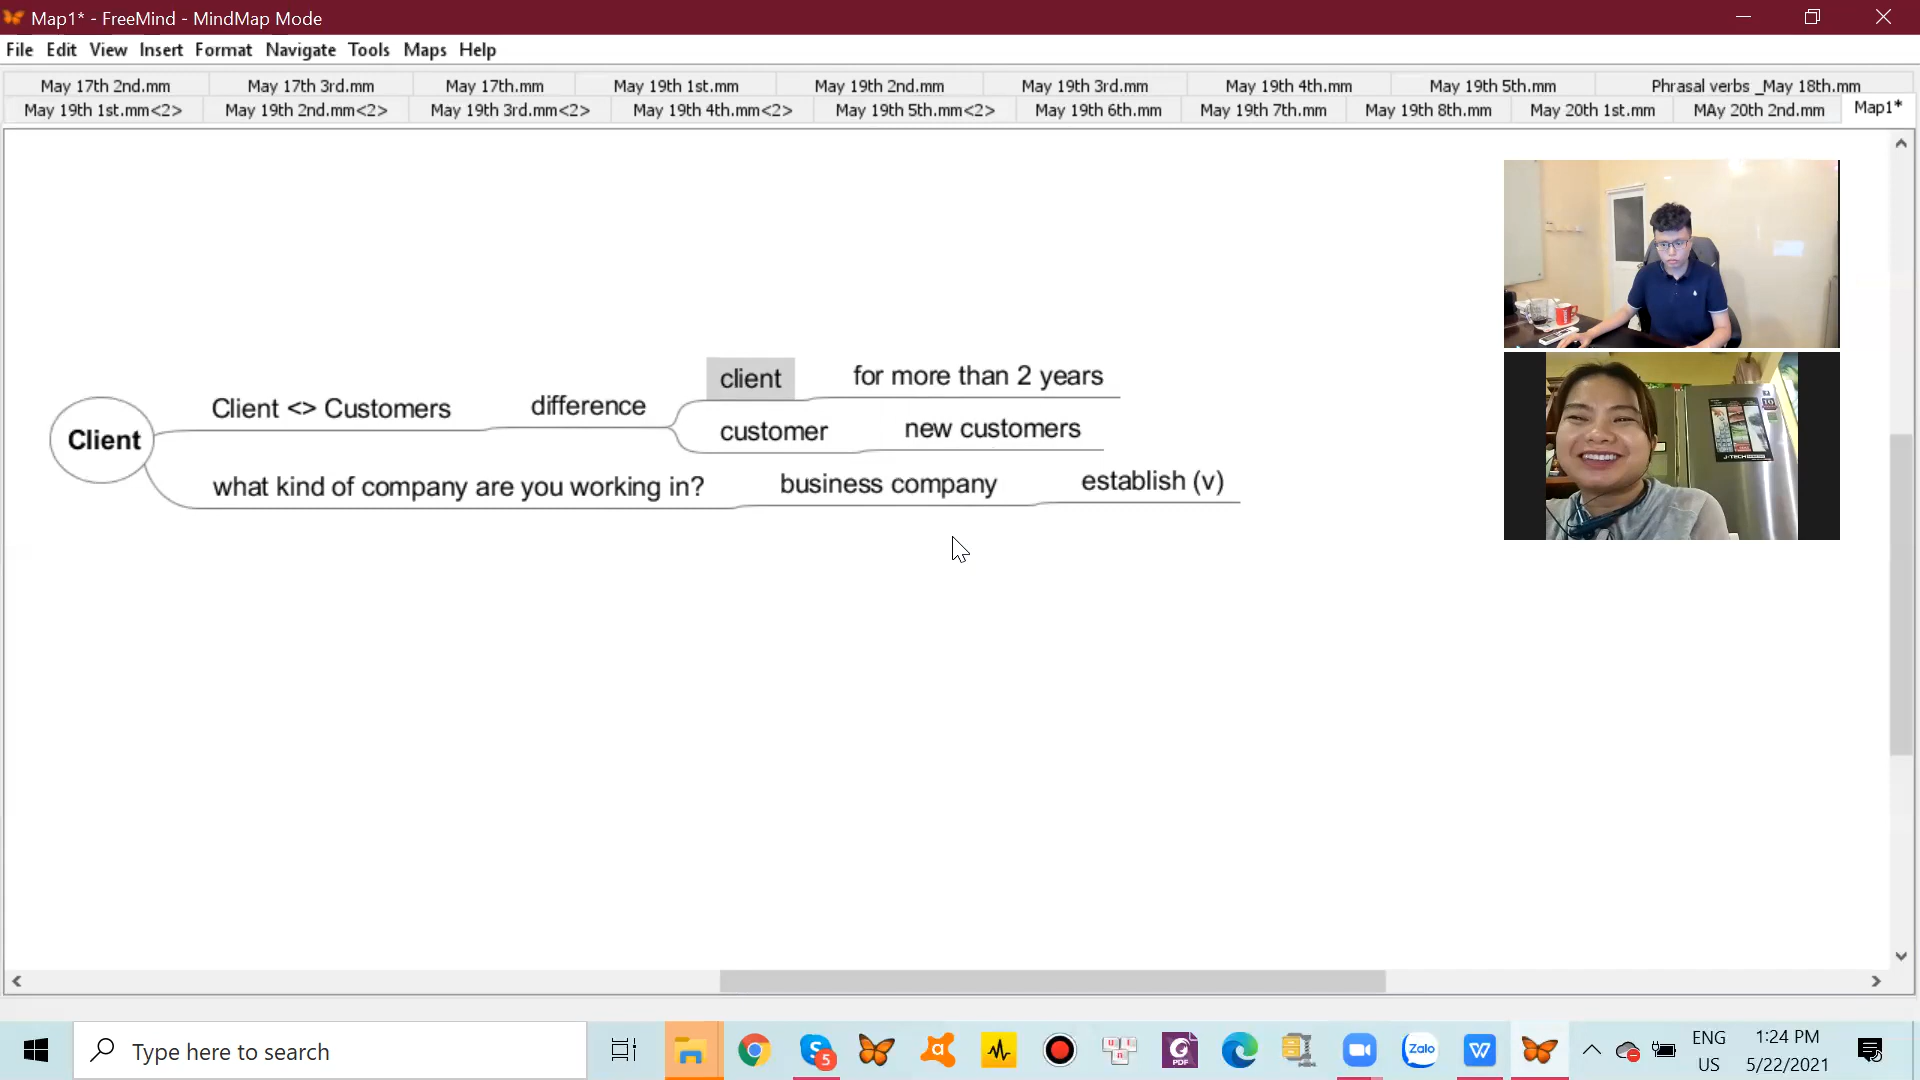 Map1* - FreeMind - MindMap Mode
File Edit View Insert Format Navigate Tools Maps Help
May 17th 2nd.mm May 17th 3rd.mm May 17th.mm May 19th 1st.mm May 19th 2nd.mm May 19th 3rd.mm May 19th 4th.mm May 19th 5th.mm Phrasal verbs _May 18th.mm
May 19th 1st.mm<2> May 19th 2nd.mm<2> May 19th 3rd.mm<2> May 19th 4th.mm<2> May 19th 5th.mm<2> May 19th 6th.mm May 19th 7th.mm May 19th 8th.mm May 20th 1st.mm MAy 20th 2nd.mm Map1*
client for more than 2 years
Client <> Customers difference
customer new customers
Client
what kind of company are you working in? business company establish (v)
J-TECH
Type here to search
5
PDF
Zalo
W
ENG 1:24 PM
US 5/22/2021